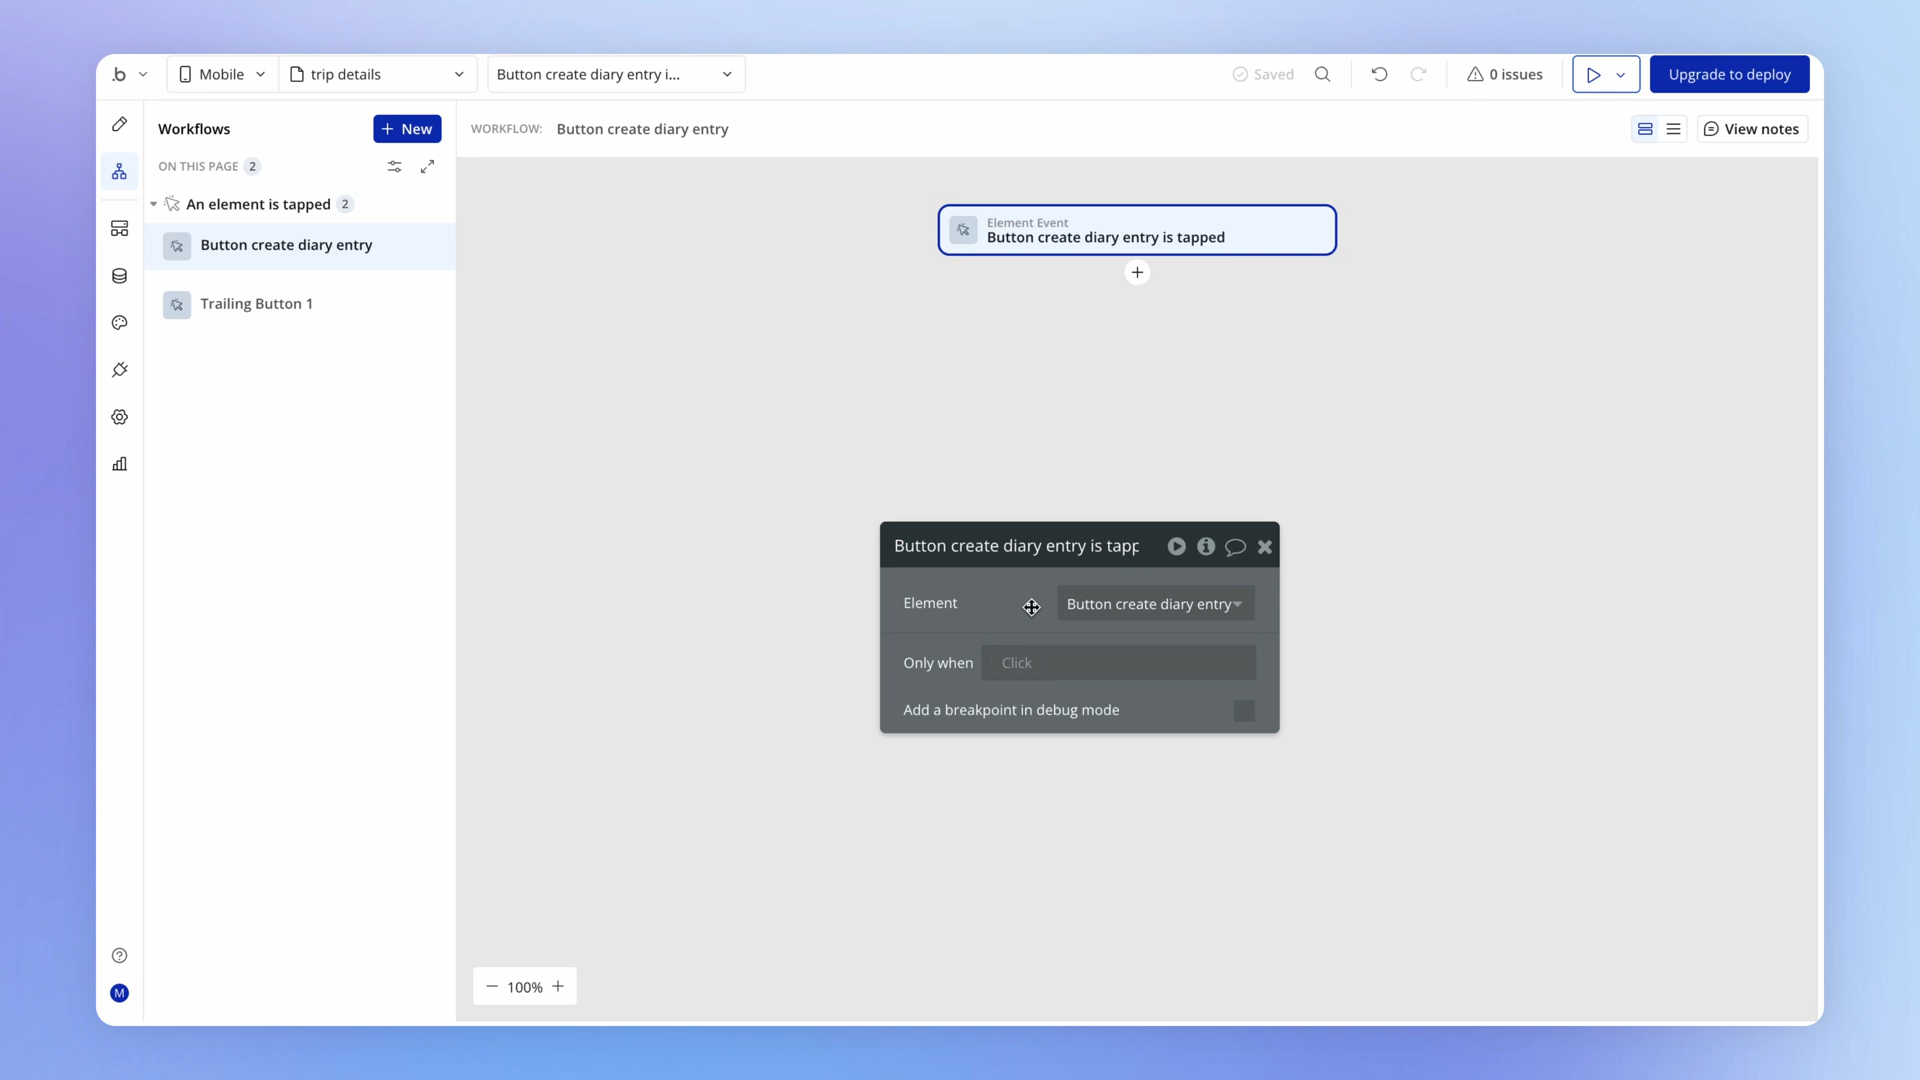 .b
Mobile
trip details
Button create diary entry i...
Saved
0 issues
Upgrade to deploy
Workflows
New
WORKFLOW: Button create diary entry
View notes
ON THIS PAGE 2
An element is tapped 2
Button create diary entry
Trailing Button 1
Element Event
Button create diary entry is tapped
Button create diary entry is tapp
Element
Button create diary entry
Only when
Click
Add a breakpoint in debug mode
M
100%